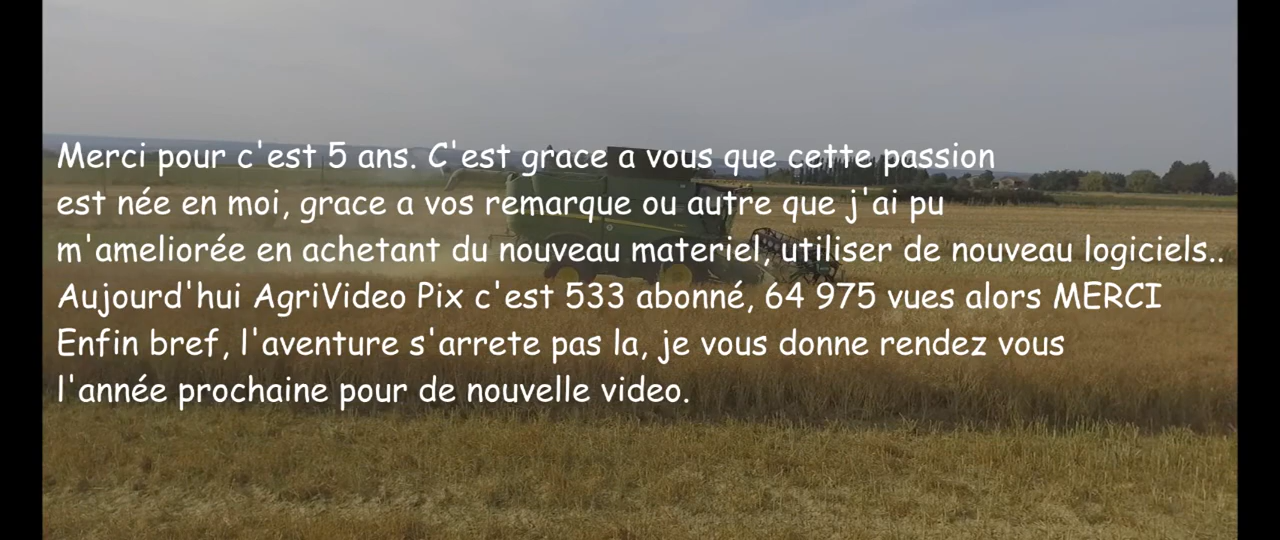 Merci pour c'est 5 ans. C'est grace a vous que cette passion
est née en moi, grace a vos remarque ou autre que j'ai pu
m'ameliorée en achetant du nouveau materiel, utiliser de nouveau logiciels..
Aujourd'hui AgriVideo Pix c'est 533 abonné, 64 975 vues alors MERCI
Enfin bref, l'aventure s'arrete pas la, je vous donne rendez vous
l'année prochaine pour de nouvelle video.